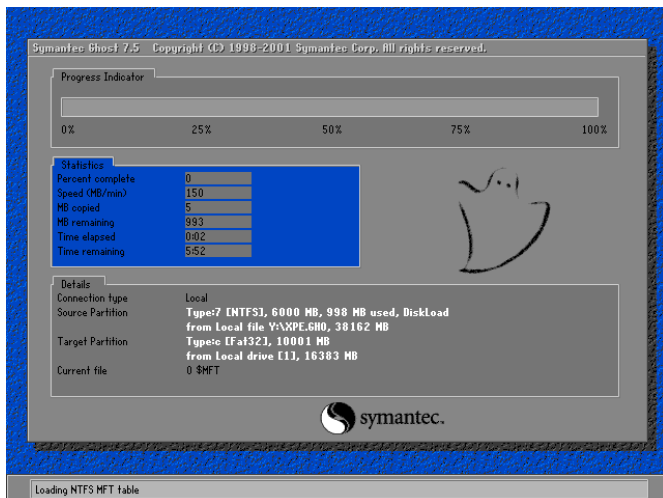 Symantec Ghost 7.5 Copyright (C) 1998-2001 Symantec Corp. All rights reserved.
Progress Indicator
0% 25% 50% 75% 100%
Statistics
Percent complete 0
Speed (MB/min) 150
MB copied 5
MB remaining 993
Time elapsed 0:02
Time remaining 5:52
Details
Connection type Local
Source Partition Type:7 [NTFS], 6000 MB, 998 MB used, DiskLoad
from Local file Y:\XPE.GHO, 38162 MB
Target Partition Type:c [Fat32], 10001 MB
from Local drive [1], 16383 MB
Current file 0 $MFT
symantec.
Loading NTFS MFT table